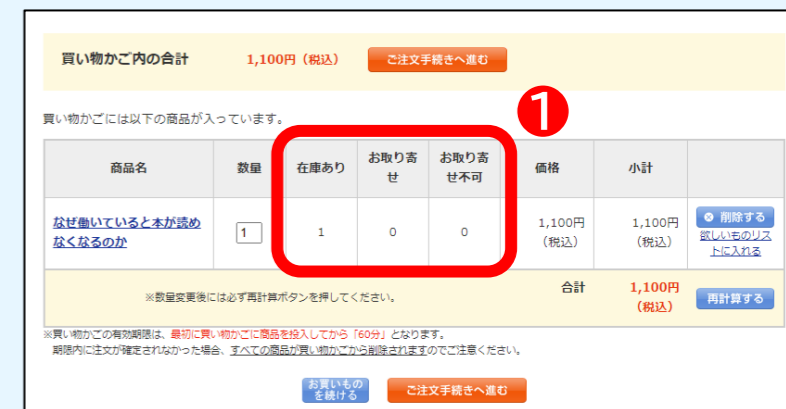 買い物かご内の合計 1,100円（税込） ご注文手続きへ進む
1
買い物かごには以下の商品が入っています。
商品名 数量 在庫あり お取り寄せ お取り寄せ不可 価格 小計
なぜ働いていると本が読め
なくなるのか
1 1 0 0
1,100円
（税込）
1,100円
（税込）
削除する
欲しいものリス
トに入れる
※数量変更後には必ず再計算ボタンを押してください。
合計
1,100円
（税込）
再計算する
※買い物かごの有効期限は、最初に買い物かごに商品を投入してから「60分」となります。
期限内に注文が確定されなかった場合、すべての商品が買い物かごから削除されますのでご注意ください。
お買いもの
を続ける
ご注文手続きへ進む